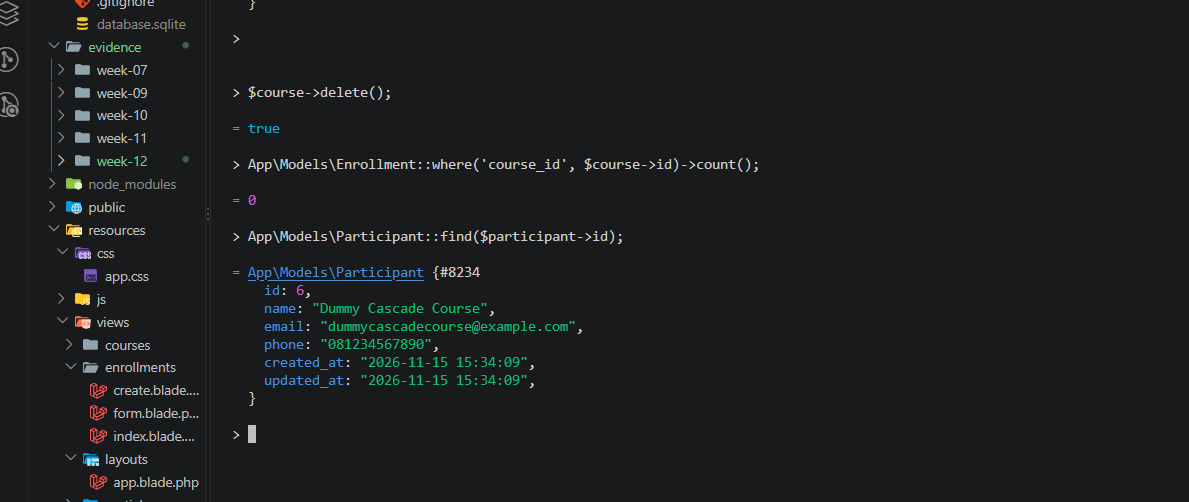 .gitignore
database.sqlite
evidence
week-07
week-09
week-10
week-11
week-12
node_modules
public
resources
css
app.css
js
views
courses
enrollments
create.blade....
form.blade.p...
index.blade....
layouts
app.blade.php
}
>
> $course->delete();
= true
> App\Models\Enrollment::where('course_id', $course->id)->count();
= 0
> App\Models\Participant::find($participant->id);
= App\Models\Participant {#8234
id: 6,
name: "Dummy Cascade Course",
email: "dummycascadecourse@example.com",
phone: "081234567890",
created_at: "2026-11-15 15:34:09",
updated_at: "2026-11-15 15:34:09",
}
>